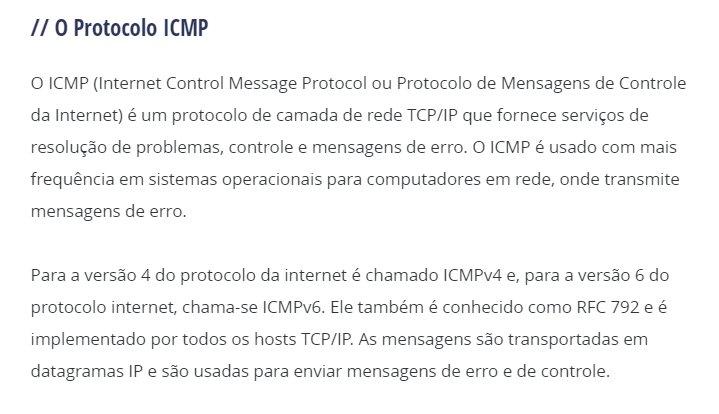 // O Protocolo ICMP
O ICMP (Internet Control Message Protocol ou Protocolo de Mensagens de Controle
da Internet) é um protocolo de camada de rede TCP/IP que fornece serviços de
resolução de problemas, controle e mensagens de erro. O ICMP é usado com mais
frequência em sistemas operacionais para computadores em rede, onde transmite
mensagens de erro.
Para a versão 4 do protocolo da internet é chamado ICMPv4 e, para a versão 6 do
protocolo internet, chama-se ICMPv6. Ele também é conhecido como RFC 792 e é
implementado por todos os hosts TCP/IP. As mensagens são transportadas em
datagramas IP e são usadas para enviar mensagens de erro e de controle.